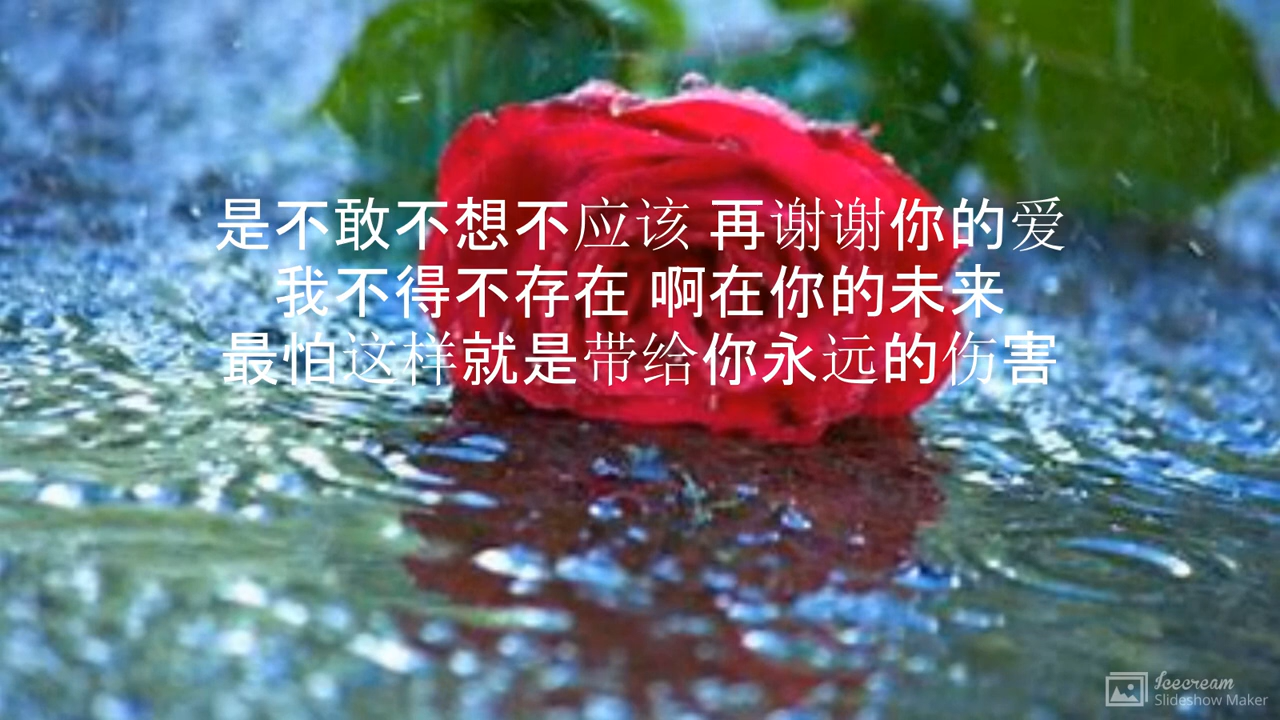 是不敢不想不应该 再谢谢你的爱
我不得不存在 啊在你的未来
最怕这样就是带给你永远的伤害
Icecream
Slideshow Maker